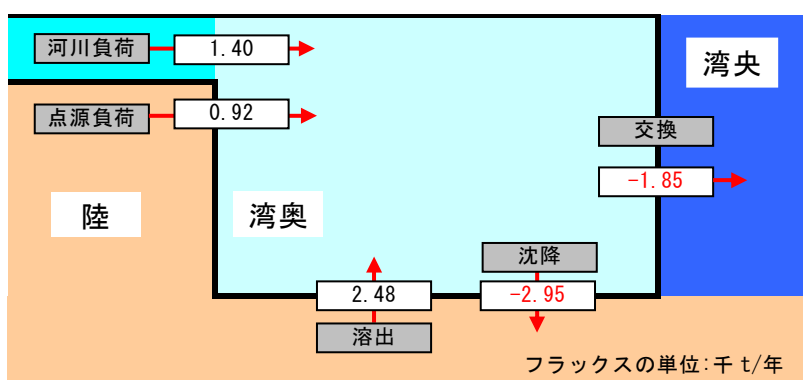 河川負荷
1.40
湾央
点源負荷
0.92
交換
-1.85
陸
湾奥
沈降
2.48
-2.95
溶出
フラックスの単位:千 t/年